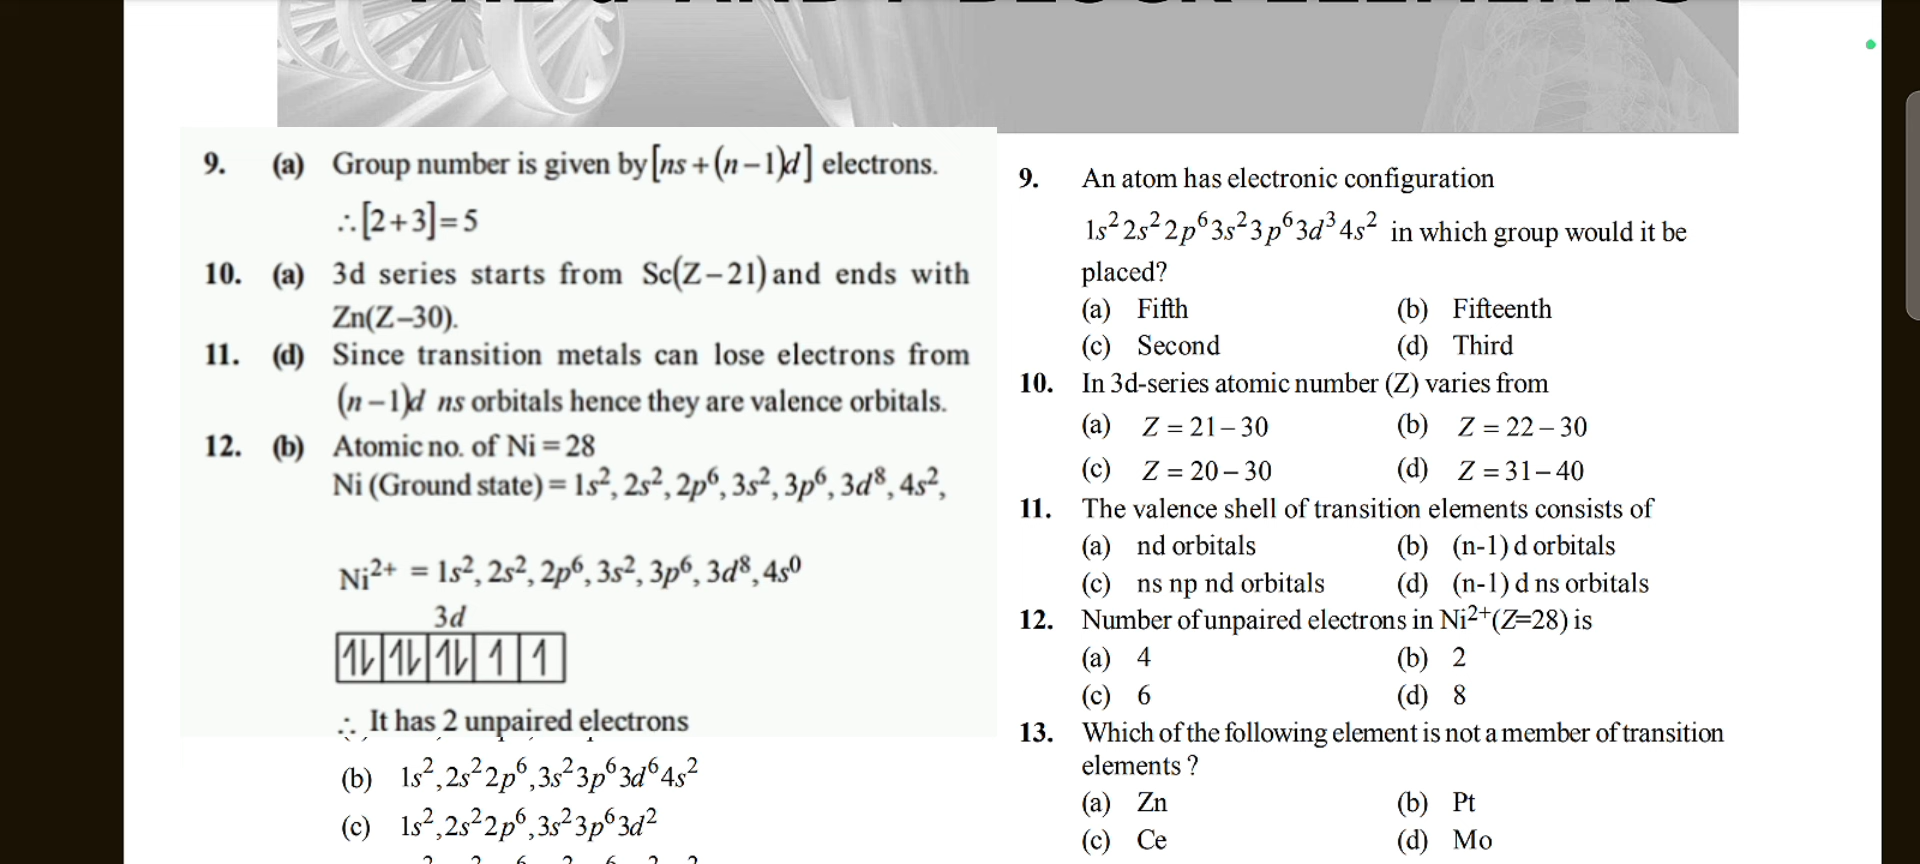 9. (a) Group number is given by [ns + (n – 1)d] electrons.
∴ [2 + 3] = 5
10. (a) 3d series starts from Sc(Z – 21) and ends with
Zn(Z–30).
11. (d) Since transition metals can lose electrons from
(n – 1)d ns orbitals hence they are valence orbitals.
12. (b) Atomic no. of Ni = 28
Ni (Ground state) = 1s², 2s², 2p⁶, 3s², 3p⁶, 3d⁸, 4s²,
Ni²⁺ = 1s², 2s², 2p⁶, 3s², 3p⁶, 3d⁸, 4s⁰
3d
↿⇂ ↿⇂ ↿⇂ 1 1
∴ It has 2 unpaired electrons
(b) 1s²,2s²2p⁶,3s²3p⁶3d⁶4s²
(c) 1s²,2s²2p⁶,3s²3p⁶3d²
9. An atom has electronic configuration
1s²2s²2p⁶3s²3p⁶3d³4s² in which group would it be
placed?
(a) Fifth (b) Fifteenth
(c) Second (d) Third
10. In 3d-series atomic number (Z) varies from
(a) Z = 21 – 30 (b) Z = 22 – 30
(c) Z = 20 – 30 (d) Z = 31 – 40
11. The valence shell of transition elements consists of
(a) nd orbitals (b) (n-1) d orbitals
(c) ns np nd orbitals (d) (n-1) d ns orbitals
12. Number of unpaired electrons in Ni²⁺(Z=28) is
(a) 4 (b) 2
(c) 6 (d) 8
13. Which of the following element is not a member of transition
elements ?
(a) Zn (b) Pt
(c) Ce (d) Mo